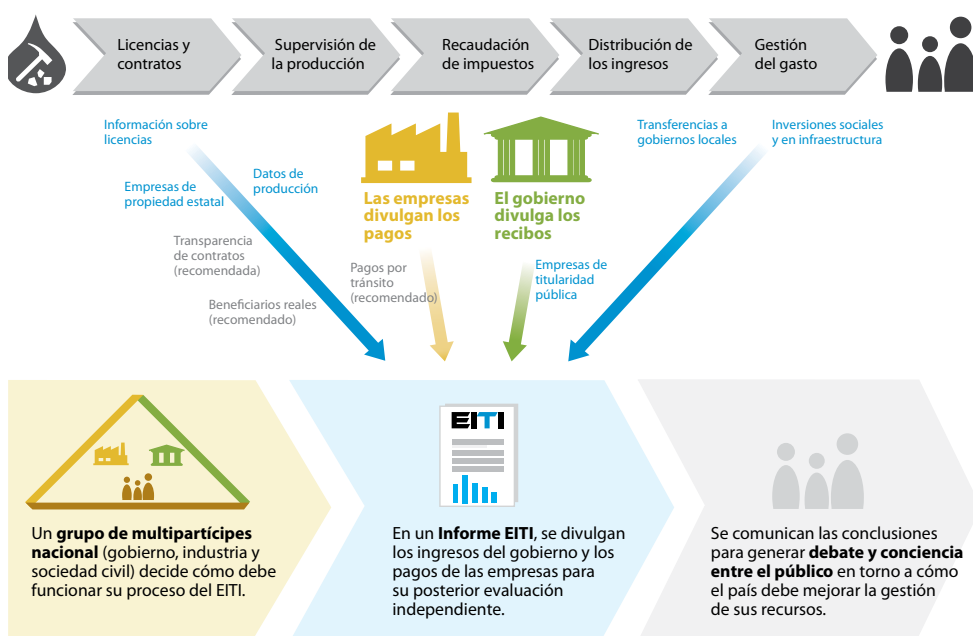 Licencias y
contratos
Supervisión de
la producción
Recaudación
de impuestos
Distribución de
los ingresos
Gestión
del gasto
Información sobre
licencias
Datos de
producción
Empresas de
propiedad estatal
Transparencia
de contratos
(recomendada)
Beneficiarios reales
(recomendado)
Las empresas
divulgan los
pagos
Pagos por
tránsito
(recomendado)
El gobierno
divulga los
recibos
Empresas de
titularidad
pública
Transferencias a
gobiernos locales
Inversiones sociales
y en infraestructura
Un grupo de multipartícipes
nacional (gobierno, industria y
sociedad civil) decide cómo debe
funcionar su proceso del EITI.
EITI
En un Informe EITI, se divulgan
los ingresos del gobierno y los
pagos de las empresas para
su posterior evaluación
independiente.
Se comunican las conclusiones
para generar debate y conciencia
entre el público en torno a cómo
el país debe mejorar la gestión
de sus recursos.